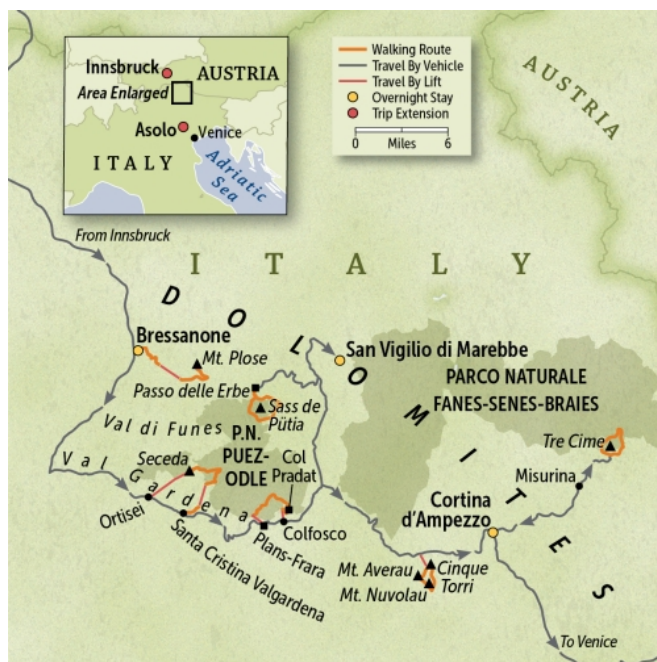 Innsbruck
AUSTRIA
Area Enlarged
Asolo
Venice
ITALY
Adriatic
Sea
Walking Route
Travel By Vehicle
Travel By Lift
Overnight Stay
Trip Extension
0
6
Miles
AUSTRIA
From Innsbruck
ITALY
DOLOMITES
Bressanone
Mt. Plose
San Vigilio di Marebbe
Passo delle Erbe
PARCO NATURALE
FANES-SENES-BRAIES
Sass de
Pütia
Val di Funes
P.N.
PUEZ-
ODLE
Tre Cime
Val Gardena
Seceda
Col
Pradat
Misurina
Ortisei
Cortina
d'Ampezzo
Santa Cristina Valgardena
Plans-Frara
Colfosco
Mt. Averau
Cinque
Torri
Mt. Nuvolau
To Venice